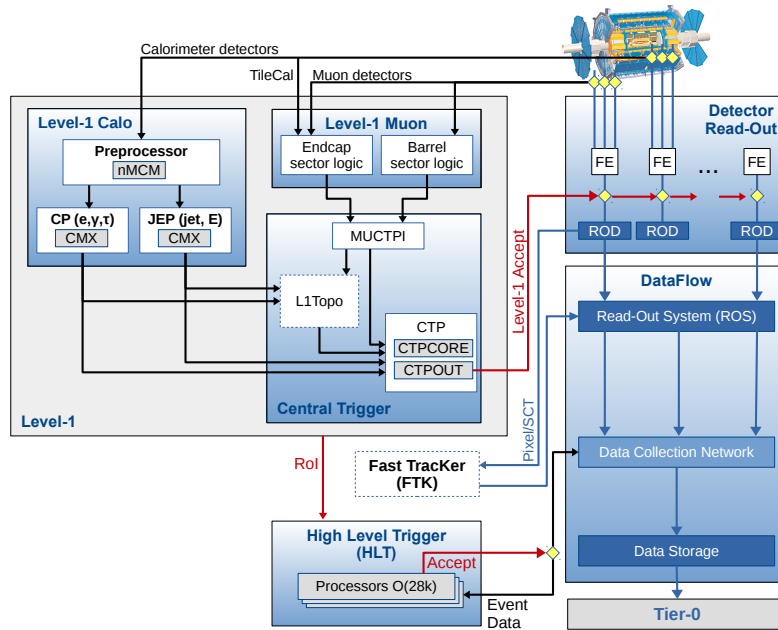 Calorimeter detectors
TileCal
Muon detectors
Level-1 Calo
Preprocessor
nMCM
CP (e,γ,τ)
CMX
JEP (jet, E)
CMX
Level-1 Muon
Endcap
sector logic
Barrel
sector logic
MUCTPI
L1Topo
CTP
CTPCORE
CTPOUT
Central Trigger
Level-1
Level-1 Accept
Detector
Read-Out
FE
FE
...
FE
ROD
ROD
ROD
DataFlow
Read-Out System (ROS)
Data Collection Network
Data Storage
Tier-0
Pixel/SCT
RoI
Fast TracKer
(FTK)
High Level Trigger
(HLT)
Accept
Processors O(28k)
Event
Data